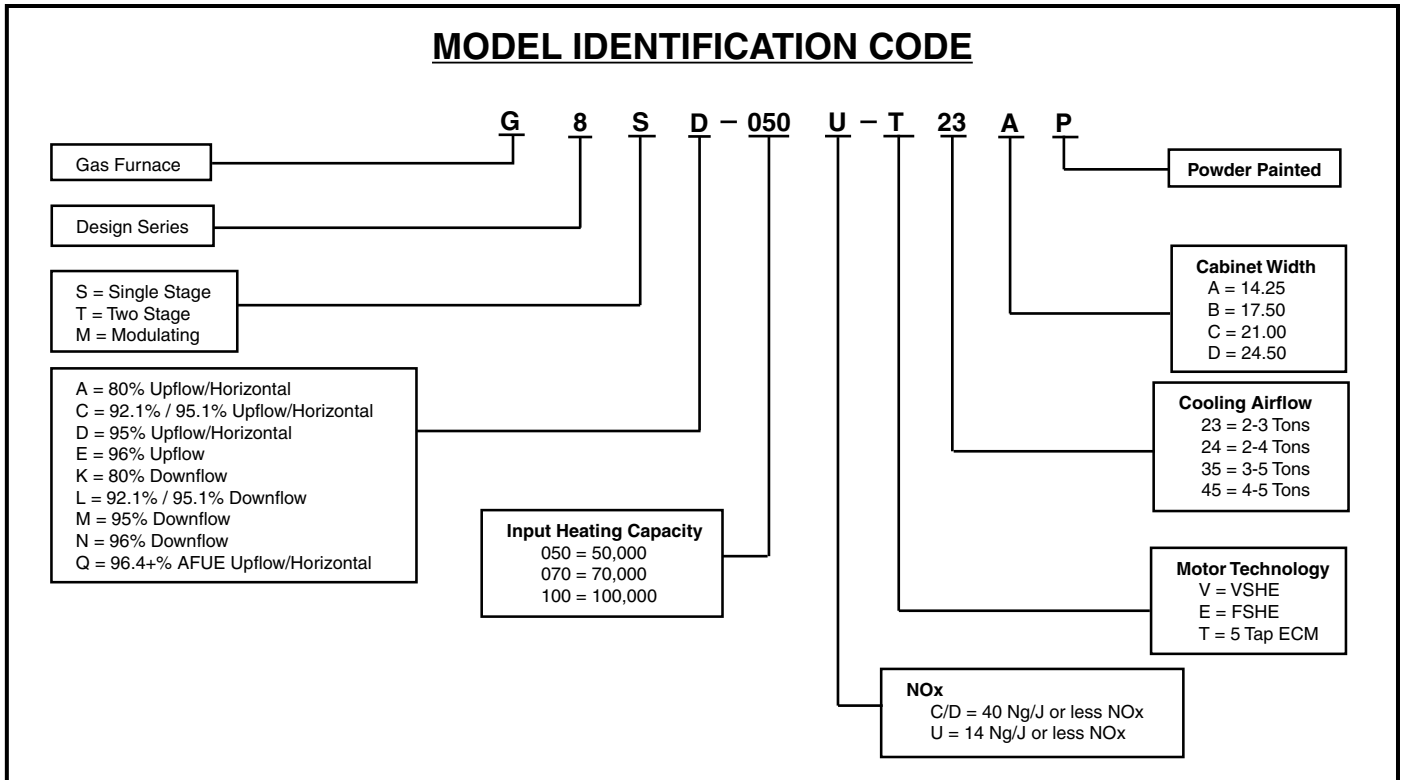 MODEL IDENTIFICATION CODE
G 8 S D – 050 U – T 23 A P
Gas Furnace
Design Series
S = Single Stage
T = Two Stage
M = Modulating
A = 80% Upflow/Horizontal
C = 92.1% / 95.1% Upflow/Horizontal
D = 95% Upflow/Horizontal
E = 96% Upflow
K = 80% Downflow
L = 92.1% / 95.1% Downflow
M = 95% Downflow
N = 96% Downflow
Q = 96.4+% AFUE Upflow/Horizontal
Input Heating Capacity
050 = 50,000
070 = 70,000
100 = 100,000
Powder Painted
Cabinet Width
A = 14.25
B = 17.50
C = 21.00
D = 24.50
Cooling Airflow
23 = 2-3 Tons
24 = 2-4 Tons
35 = 3-5 Tons
45 = 4-5 Tons
Motor Technology
V = VSHE
E = FSHE
T = 5 Tap ECM
NOx
C/D = 40 Ng/J or less NOx
U = 14 Ng/J or less NOx